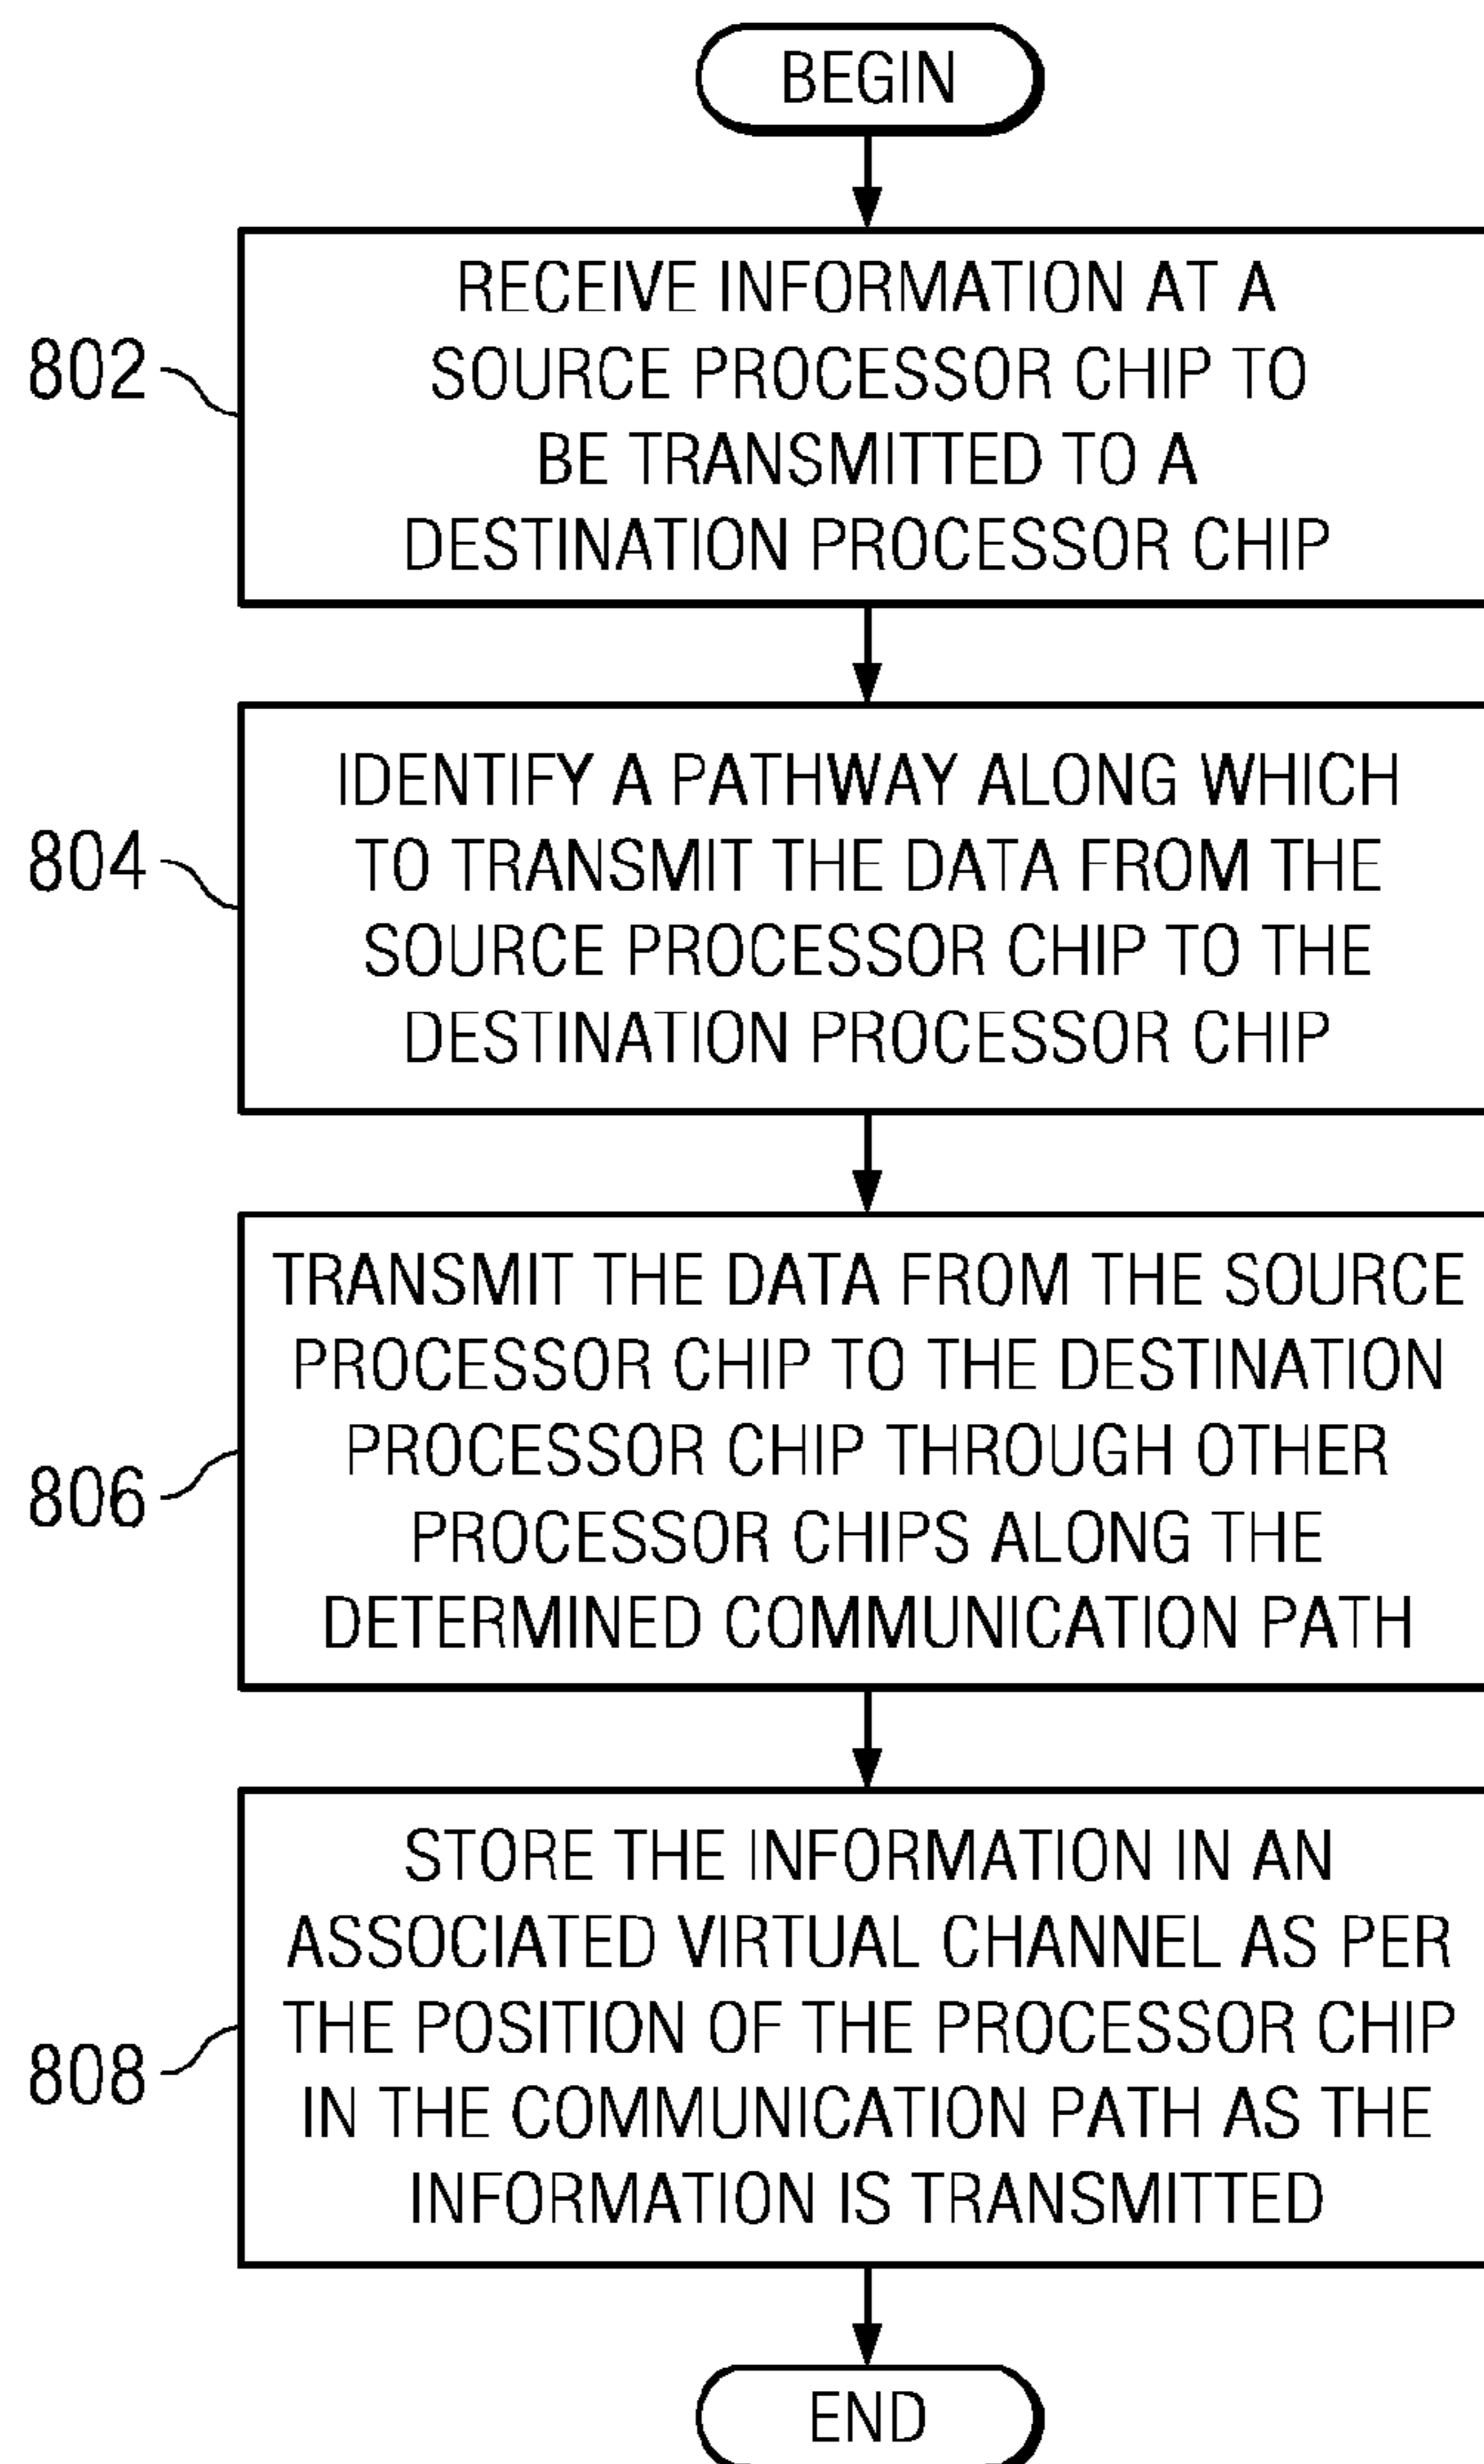 BEGIN
802
RECEIVE INFORMATION AT A
SOURCE PROCESSOR CHIP TO
BE TRANSMITTED TO A
DESTINATION PROCESSOR CHIP
804
IDENTIFY A PATHWAY ALONG WHICH
TO TRANSMIT THE DATA FROM THE
SOURCE PROCESSOR CHIP TO THE
DESTINATION PROCESSOR CHIP
806
TRANSMIT THE DATA FROM THE SOURCE
PROCESSOR CHIP TO THE DESTINATION
PROCESSOR CHIP THROUGH OTHER
PROCESSOR CHIPS ALONG THE
DETERMINED COMMUNICATION PATH
808
STORE THE INFORMATION IN AN
ASSOCIATED VIRTUAL CHANNEL AS PER
THE POSITION OF THE PROCESSOR CHIP
IN THE COMMUNICATION PATH AS THE
INFORMATION IS TRANSMITTED
END